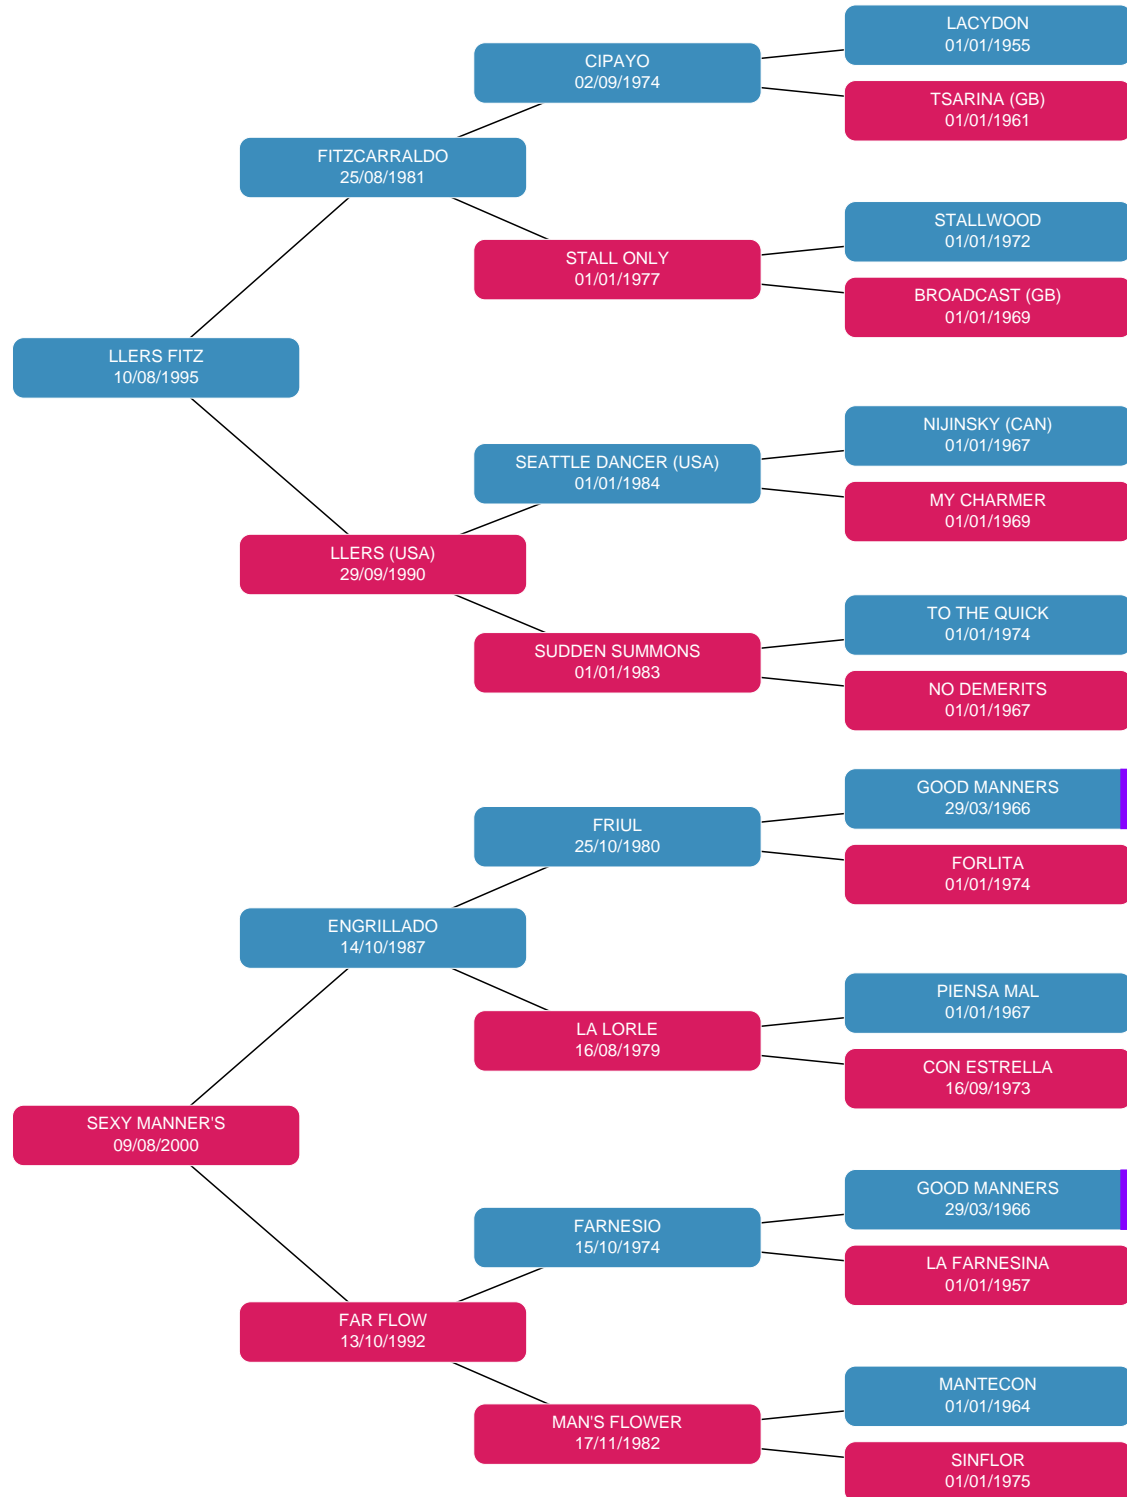 LACYDON
01/01/1955
CIPAYO
02/09/1974
TSARINA (GB)
01/01/1961
FITZCARRALDO
25/08/1981
STALLWOOD
01/01/1972
STALL ONLY
01/01/1977
BROADCAST (GB)
01/01/1969
LLERS FITZ
10/08/1995
NIJINSKY (CAN)
01/01/1967
SEATTLE DANCER (USA)
01/01/1984
MY CHARMER
01/01/1969
LLERS (USA)
29/09/1990
TO THE QUICK
01/01/1974
SUDDEN SUMMONS
01/01/1983
NO DEMERITS
01/01/1967
GOOD MANNERS
29/03/1966
FRIUL
25/10/1980
FORLITA
01/01/1974
ENGRILLADO
14/10/1987
PIENSA MAL
01/01/1967
LA LORLE
16/08/1979
CON ESTRELLA
16/09/1973
SEXY MANNER'S
09/08/2000
GOOD MANNERS
29/03/1966
FARNESIO
15/10/1974
LA FARNESINA
01/01/1957
FAR FLOW
13/10/1992
MANTECON
01/01/1964
MAN'S FLOWER
17/11/1982
SINFLOR
01/01/1975